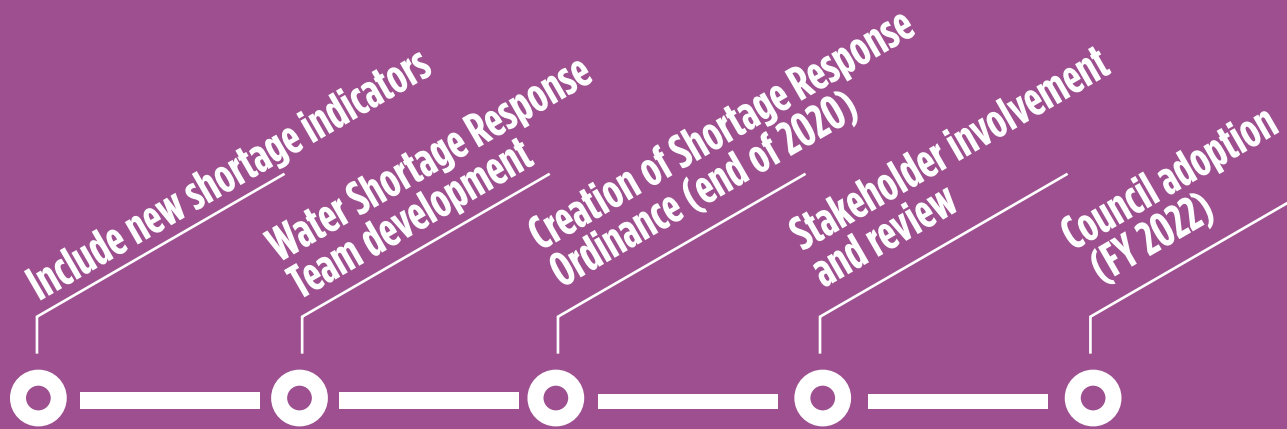 Include new shortage indicators
Water Shortage Response
Team development
Creation of Shortage Response
Ordinance (end of 2020)
Stakeholder involvement
and review
Council adoption
(FY 2022)